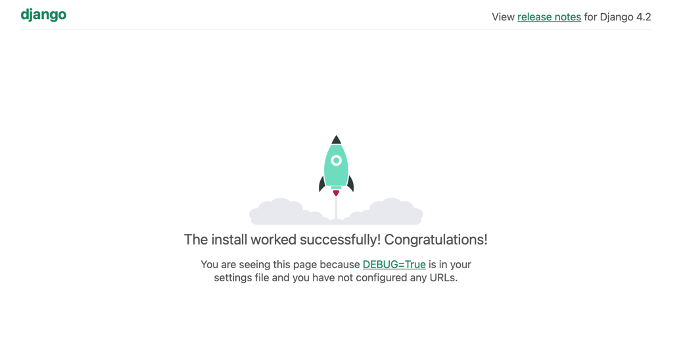 django
View release notes for Django 4.2
The install worked successfully! Congratulations!
You are seeing this page because DEBUG=True is in your
settings file and you have not configured any URLs.